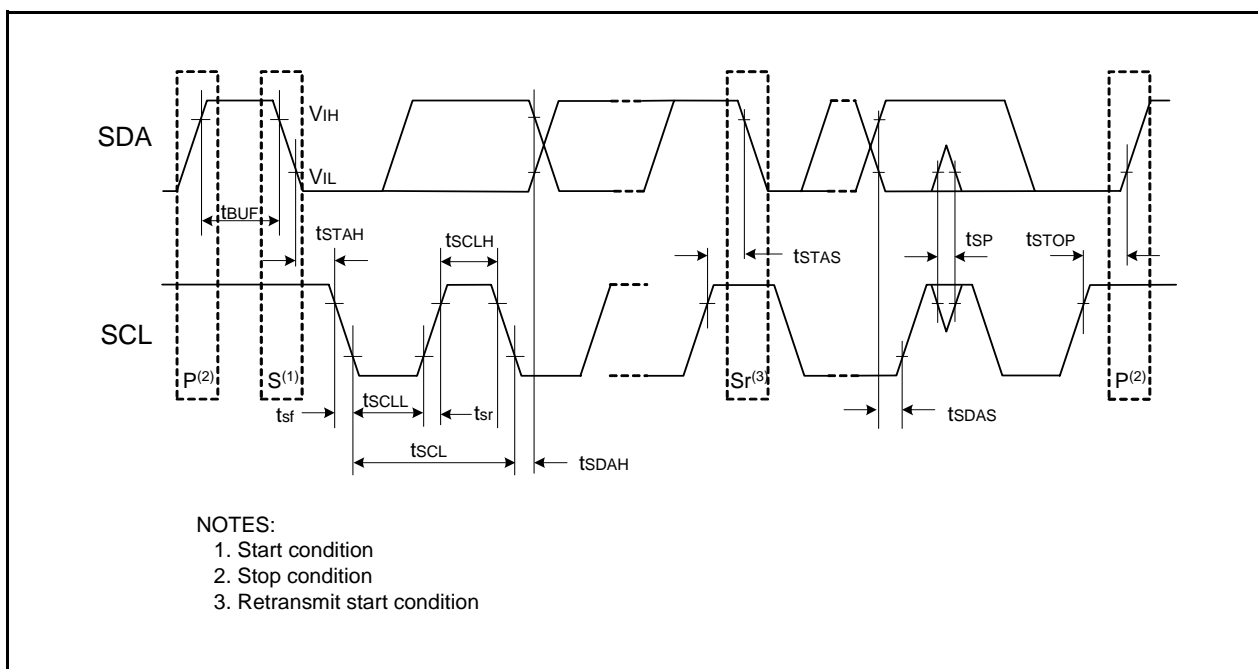 SDA
VIH
VIL
tBUF
tSTAH
tSCLH
tSTAS
tSP
tSTOP
SCL
P(2)
S(1)
Sr(3)
P(2)
tsf
tSCLL
tsr
tSDAS
tSCL
tSDAH
NOTES:
1. Start condition
2. Stop condition
3. Retransmit start condition